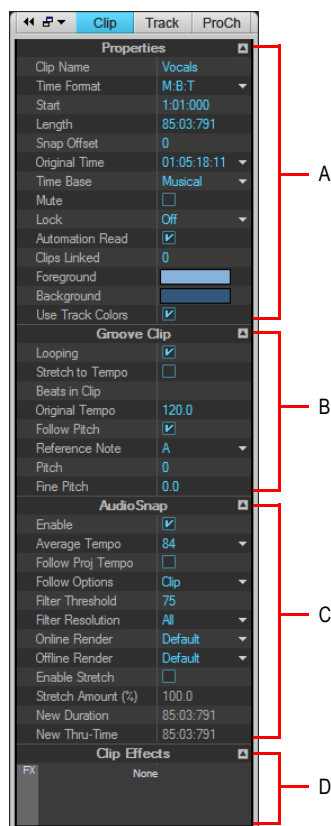 Clip Track ProCh
Properties
Clip Name Vocals
Time Format M:B:T
Start 1:01:000
Length 85:03:791
Snap Offset 0
Original Time 01:05:18:11
Time Base Musical
Mute
Lock Off
Automation Read
Clips Linked 0
Foreground
Background
Use Track Colors
A
Groove Clip
Looping
Stretch to Tempo
Beats in Clip
Original Tempo 120.0
Follow Pitch
Reference Note A
Pitch 0
Fine Pitch 0.0
B
AudioSnap
Enable
Average Tempo 84
Follow Proj Tempo
Follow Options Clip
Filter Threshold 75
Filter Resolution All
Online Render Default
Offline Render Default
Enable Stretch
Stretch Amount (%) 100.0
New Duration 85:03:791
New Thru-Time 85:03:791
C
Clip Effects
FX None
D